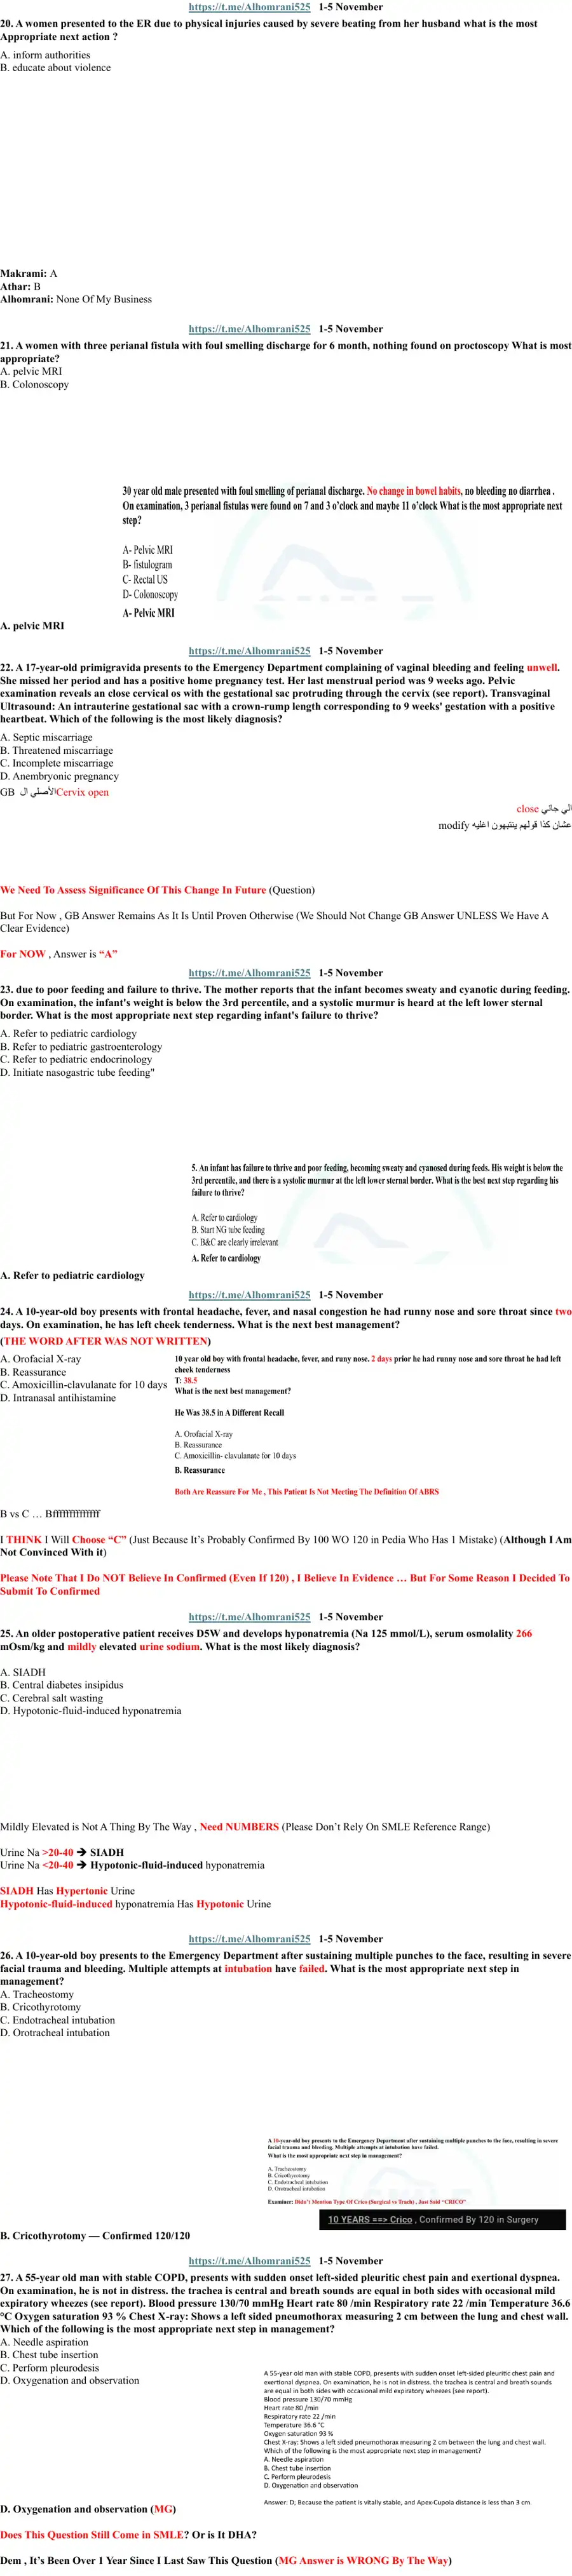 https://t.me/Alhomrani525 1-5 November
20. A women presented to the ER due to physical injuries caused by severe beating from her husband what is the most
Appropriate next action ?
A. inform authorities
B. educate about violence
Makrami: A
Athar: B
Alhomrani: None Of My Business
https://t.me/Alhomrani525 1-5 November
21. A women with three perianal fistula with foul smelling discharge for 6 month, nothing found on proctoscopy What is most
appropriate?
A. pelvic MRI
B. Colonoscopy
30 year old male presented with foul smelling of perianal discharge. No change in bowel habits, no bleeding no diarrhea .
On examination, 3 perianal fistulas were found on 7 and 3 o'clock and maybe 11 o'clock What is the most appropriate next
step?
A- Pelvic MRI
B- fistulogram
C- Rectal US
D- Colonoscopy
A- Pelvic MRI
A. pelvic MRI
https://t.me/Alhomrani525 1-5 November
22. A 17-year-old primigravida presents to the Emergency Department complaining of vaginal bleeding and feeling unwell.
She missed her period and has a positive home pregnancy test. Her last menstrual period was 9 weeks ago. Pelvic
examination reveals an close cervical os with the gestational sac protruding through the cervix (see report). Transvaginal
Ultrasound: An intrauterine gestational sac with a crown-rump length corresponding to 9 weeks' gestation with a positive
heartbeat. Which of the following is the most likely diagnosis?
A. Septic miscarriage
B. Threatened miscarriage
C. Incomplete miscarriage
D. Anembryonic pregnancy
GB الأصلي ال Cervix open
الي جاني close
عشان كذا قولهم ينتبهون اغليه modify
We Need To Assess Significance Of This Change In Future (Question)
But For Now , GB Answer Remains As It Is Until Proven Otherwise (We Should Not Change GB Answer UNLESS We Have A
Clear Evidence)
For NOW , Answer is “A”
https://t.me/Alhomrani525 1-5 November
23. due to poor feeding and failure to thrive. The mother reports that the infant becomes sweaty and cyanotic during feeding.
On examination, the infant's weight is below the 3rd percentile, and a systolic murmur is heard at the left lower sternal
border. What is the most appropriate next step regarding infant's failure to thrive?
A. Refer to pediatric cardiology
B. Refer to pediatric gastroenterology
C. Refer to pediatric endocrinology
D. Initiate nasogastric tube feeding"
5. An infant has failure to thrive and poor feeding, becoming sweaty and cyanosed during feeds. His weight is below the
3rd percentile, and there is a systolic murmur at the left lower sternal border. What is the best next step regarding his
failure to thrive?
A. Refer to cardiology
B. Start NG tube feeding
C. B&C are clearly irrelevant
A. Refer to cardiology
A. Refer to pediatric cardiology
https://t.me/Alhomrani525 1-5 November
24. A 10-year-old boy presents with frontal headache, fever, and nasal congestion he had runny nose and sore throat since two
days. On examination, he has left cheek tenderness. What is the next best management?
(THE WORD AFTER WAS NOT WRITTEN)
A. Orofacial X-ray
B. Reassurance
C. Amoxicillin-clavulanate for 10 days
D. Intranasal antihistamine
10 year old boy with frontal headache, fever, and runy nose. 2 days prior he had runny nose and sore throat he had left
cheek tenderness
T: 38.5
What is the next best management?
He Was 38.5 in A Different Recall
A. Orofacial X-ray
B. Reassurance
C. Amoxicillin- clavulanate for 10 days
B. Reassurance
Both Are Reassure For Me , This Patient Is Not Meeting The Definition Of ABRS
B vs C … Bffffffffffffff
I THINK I Will Choose “C” (Just Because It’s Probably Confirmed By 100 WO 120 in Pedia Who Has 1 Mistake) (Although I Am
Not Convinced With it)
Please Note That I Do NOT Believe In Confirmed (Even If 120) , I Believe In Evidence … But For Some Reason I Decided To
Submit To Confirmed
https://t.me/Alhomrani525 1-5 November
25. An older postoperative patient receives D5W and develops hyponatremia (Na 125 mmol/L), serum osmolality 266
mOsm/kg and mildly elevated urine sodium. What is the most likely diagnosis?
A. SIADH
B. Central diabetes insipidus
C. Cerebral salt wasting
D. Hypotonic-fluid-induced hyponatremia
Mildly Elevated is Not A Thing By The Way , Need NUMBERS (Please Don’t Rely On SMLE Reference Range)
Urine Na >20-40 ➔ SIADH
Urine Na <20-40 ➔ Hypotonic-fluid-induced hyponatremia
SIADH Has Hypertonic Urine
Hypotonic-fluid-induced hyponatremia Has Hypotonic Urine
https://t.me/Alhomrani525 1-5 November
26. A 10-year-old boy presents to the Emergency Department after sustaining multiple punches to the face, resulting in severe
facial trauma and bleeding. Multiple attempts at intubation have failed. What is the most appropriate next step in
management?
A. Tracheostomy
B. Cricothyrotomy
C. Endotracheal intubation
D. Orotracheal intubation
A 10-year-old boy presents to the Emergency Department after sustaining multiple punches to the face, resulting in severe
facial trauma and bleeding. Multiple attempts at intubation have failed.
What is the most appropriate next step in management?
A. Tracheostomy
B. Cricothyrotomy
C. Endotracheal intubation
D. Orotracheal intubation
Examiner: Didn’t Mention Type Of Crico (Surgical vs Trach) , Just Said “CRICO”
10 YEARS ==> Crico , Confirmed By 120 in Surgery
B. Cricothyrotomy — Confirmed 120/120
https://t.me/Alhomrani525 1-5 November
27. A 55-year old man with stable COPD, presents with sudden onset left-sided pleuritic chest pain and exertional dyspnea.
On examination, he is not in distress. the trachea is central and breath sounds are equal in both sides with occasional mild
expiratory wheezes (see report). Blood pressure 130/70 mmHg Heart rate 80 /min Respiratory rate 22 /min Temperature 36.6
°C Oxygen saturation 93 % Chest X-ray: Shows a left sided pneumothorax measuring 2 cm between the lung and chest wall.
Which of the following is the most appropriate next step in management?
A. Needle aspiration
B. Chest tube insertion
C. Perform pleurodesis
D. Oxygenation and observation
A 55-year old man with stable COPD, presents with sudden onset left-sided pleuritic chest pain and
exertional dyspnea. On examination, he is not in distress. the trachea is central and breath sounds
are equal in both sides with occasional mild expiratory wheezes (see report).
Blood pressure 130/70 mmHg
Heart rate 80 /min
Respiratory rate 22 /min
Temperature 36.6 °C
Oxygen saturation 93 %
Chest X-ray: Shows a left sided pneumothorax measuring 2 cm between the lung and chest wall.
Which of the following is the most appropriate next step in management?
A. Needle aspiration
B. Chest tube insertion
C. Perform pleurodesis
D. Oxygenation and observation
Answer: D; Because the patient is vitally stable, and Apex-Cupola distance is less than 3 cm.
D. Oxygenation and observation (MG)
Does This Question Still Come in SMLE? Or is It DHA?
Dem , It’s Been Over 1 Year Since I Last Saw This Question (MG Answer is WRONG By The Way)